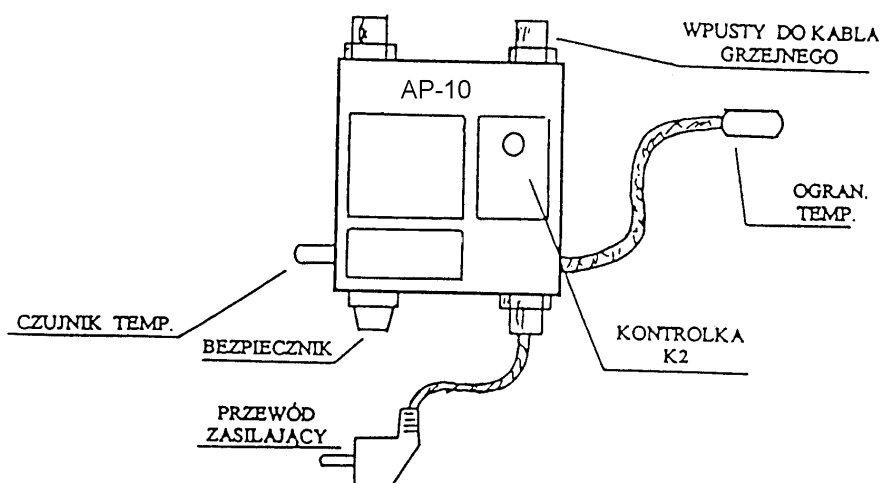 WPUSTY DO KABLA
GRZEJNEGO
AP-10
OGRAN.
TEMP.
CZUJNIK TEMP.
BEZPIECZNIK
KONTROLKA
K2
PRZEWÓD
ZASILAJĄCY